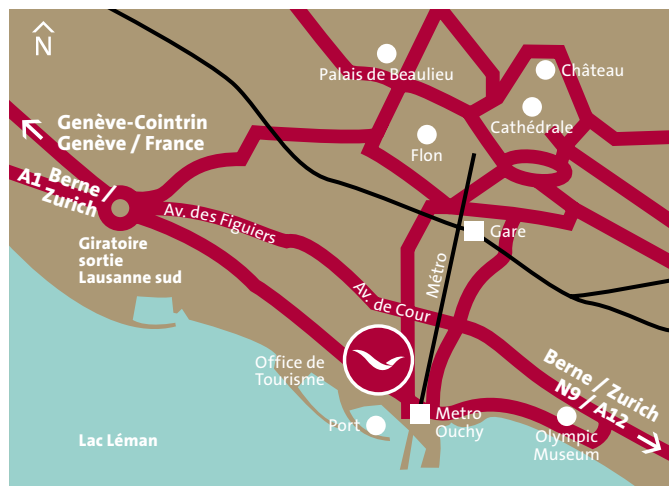 N
Palais de Beaulieu
Château
Cathédrale
Flon
Genève-Cointrin
Genève / France
A1 Berne /
Zurich
Av. des Figuiers
Giratoire
sortie
Lausanne sud
Gare
Métro
Av. de Cour
Office de
Tourisme
Berne / Zurich
N9 / A12
Port
Metro
Ouchy
Olympic
Museum
Lac Léman